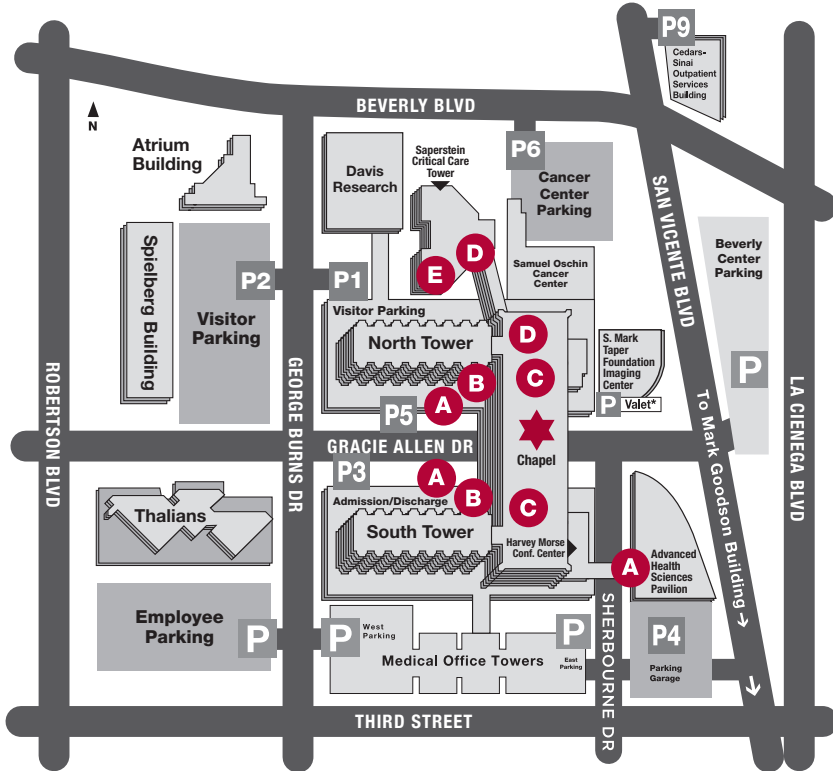 P9
Cedars-
Sinai
Outpatient
Services
Building
BEVERLY BLVD
N
Atrium
Building
Davis
Research
Saperstein
Critical Care
Tower
P6
Cancer
Center
Parking
SAN VICENTE BLVD
Spielberg Building
P2
P1
Visitor
Parking
E
D
Samuel Oschin
Cancer
Center
Beverly
Center
Parking
Visitor Parking
North Tower
D
S. Mark
Taper
Foundation
Imaging
Center
P
B
C
A
P
Valet*
P5
ROBERTSON BLVD
GEORGE BURNS DR
GRACIE ALLEN DR
Chapel
LA CIENEGA BLVD
To Mark Goodson Building →
P3
A
Admission/Discharge
B
C
Thalians
South Tower
Harvey Morse
Conf. Center
A
Advanced
Health
Sciences
Pavilion
Employee
Parking
P
P
West
Parking
Medical Office Towers
P
East
Parking
SHERBOURNE DR
P4
Parking
Garage
THIRD STREET